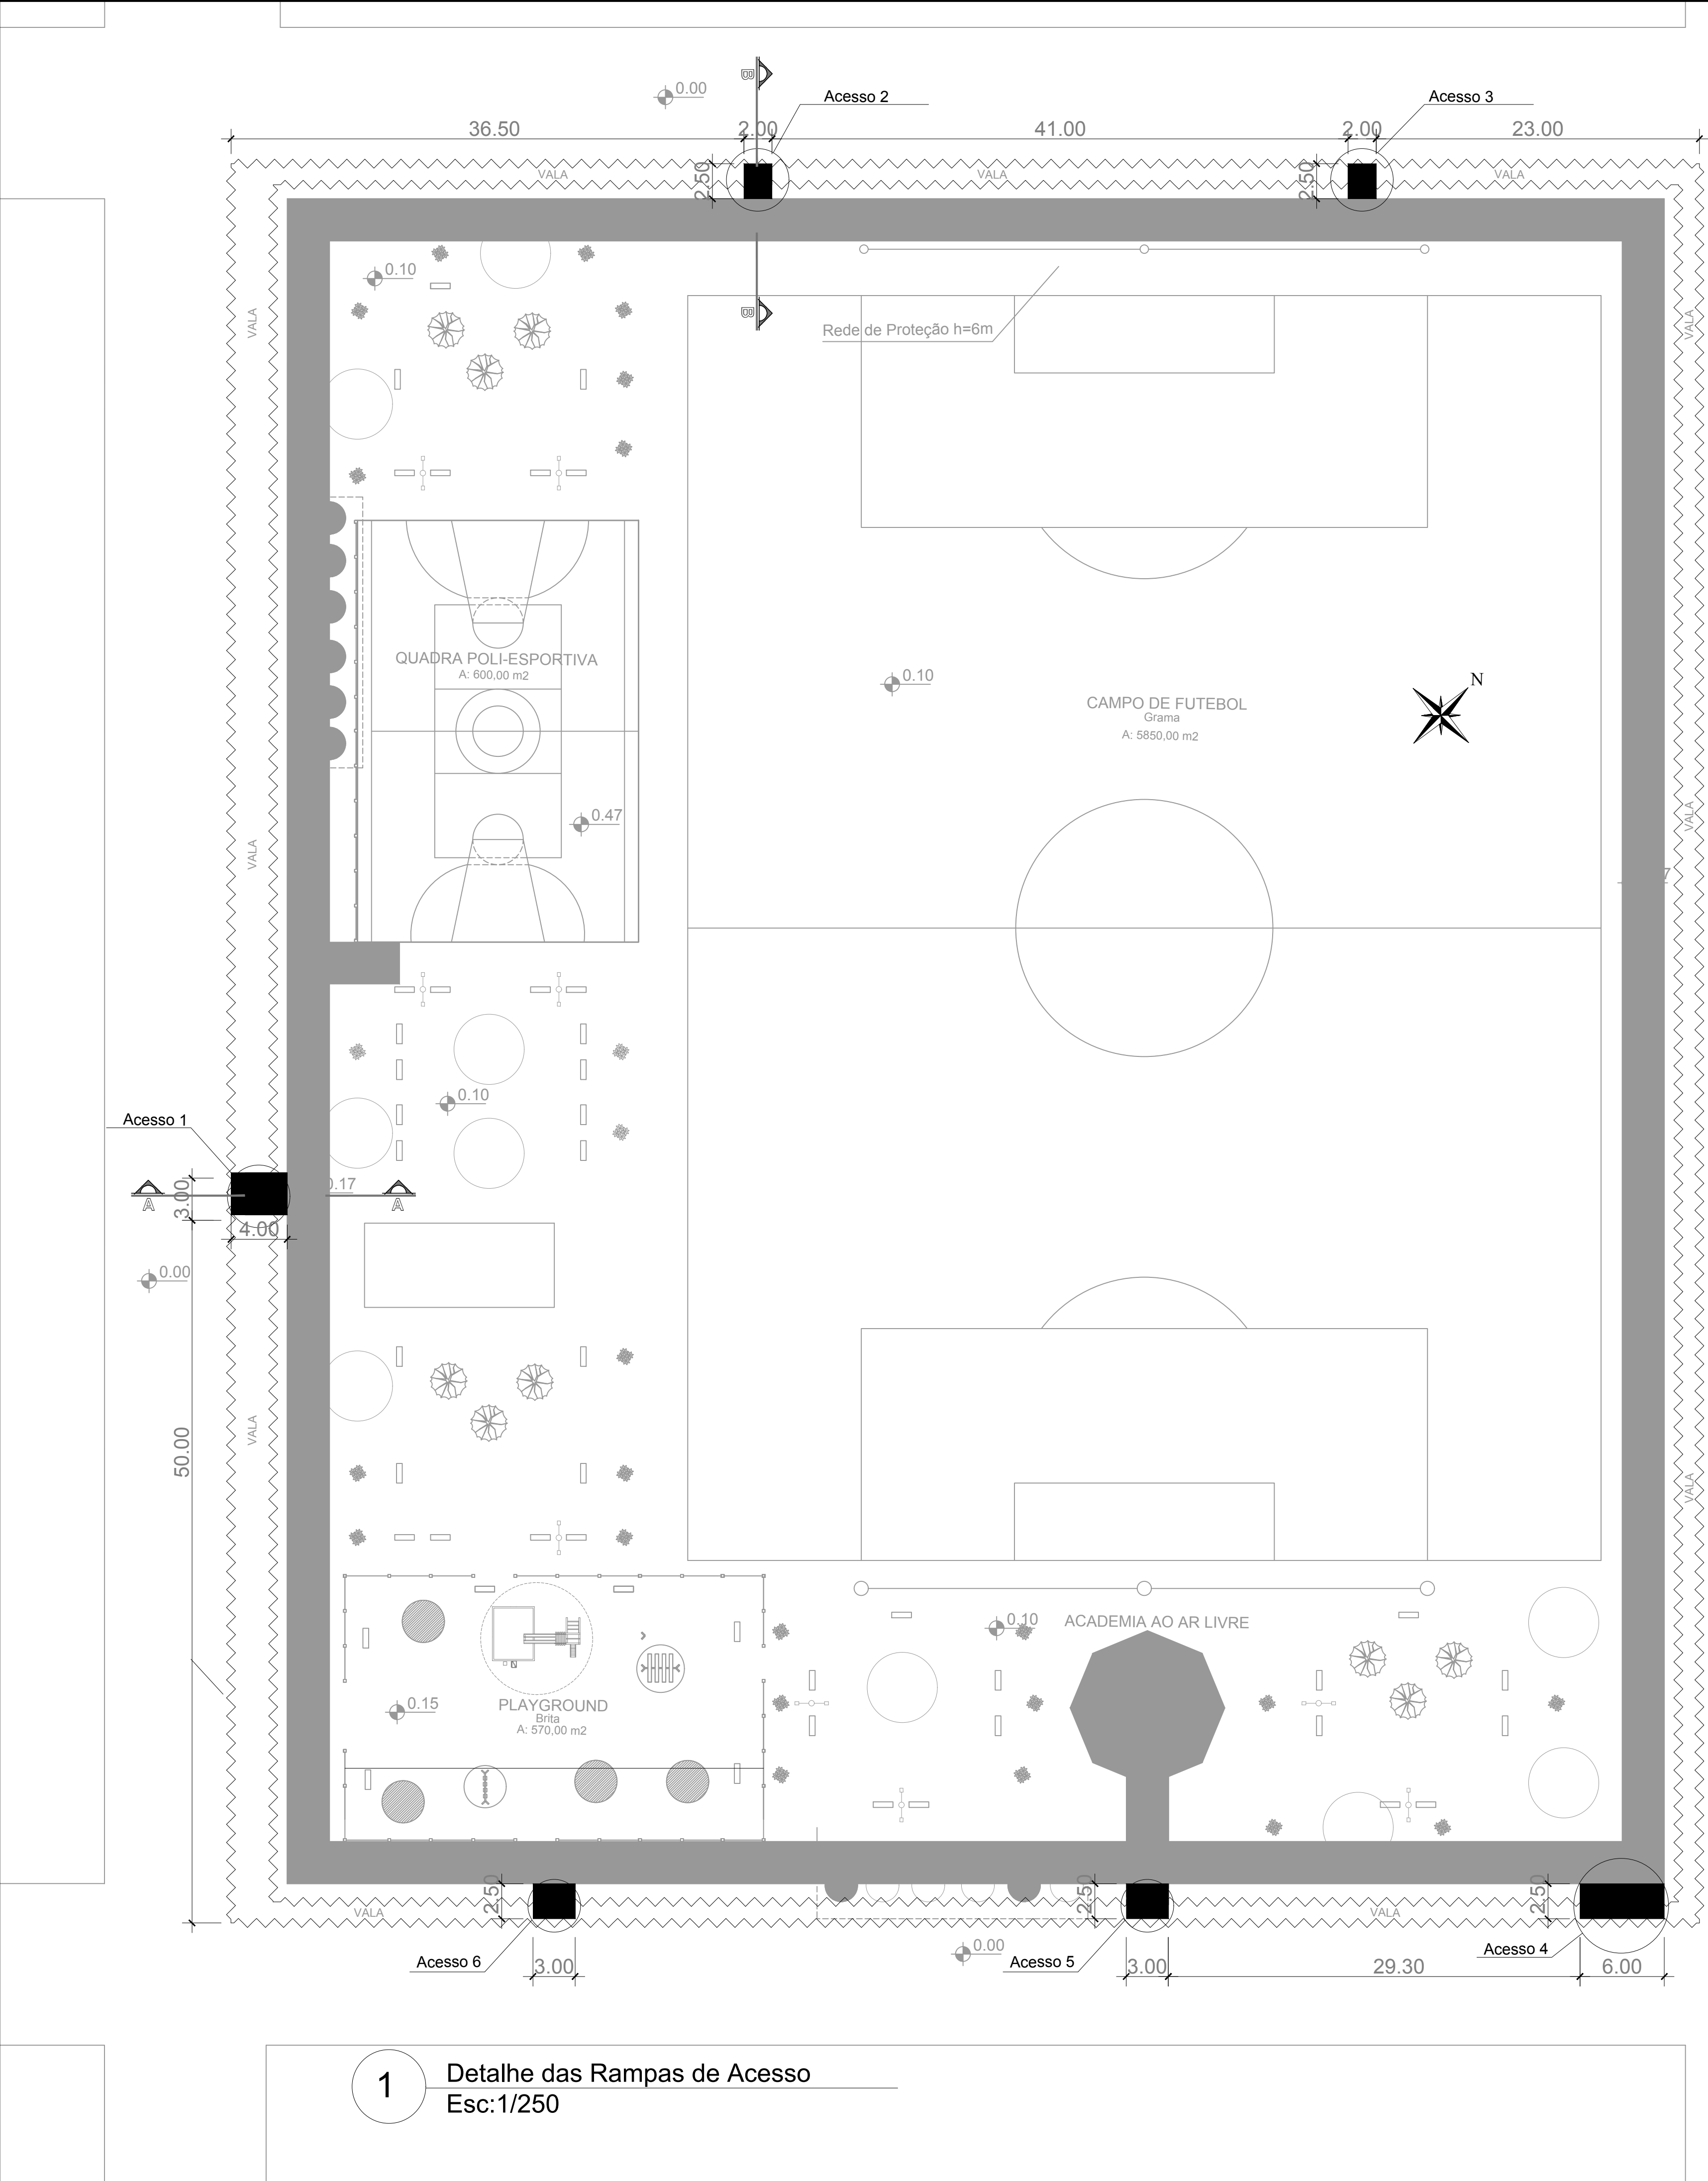 B
0.00
Acesso 2
Acesso 3
36.50
2.00
41.00
2.00
23.00
2.50
2.50
VALA
VALA
VALA
0.10
B
Rede de Proteção h=6m
VALA
VALA
QUADRA POLI-ESPORTIVA
A: 600,00 m2
0.10
N
CAMPO DE FUTEBOL
Grama
A: 5850,00 m2
0.47
VALA
VALA
7
0.10
Acesso 1
3.00
A
0.17
A
4.00
0.00
50.00
VALA
VALA
0.10
ACADEMIA AO AR LIVRE
0.15
PLAYGROUND
Brita
A: 570,00 m2
2.50
2.50
2.50
VALA
VALA
Acesso 6
3.00
0.00
Acesso 5
3.00
29.30
Acesso 4
6.00
1
Detalhe das Rampas de Acesso
Esc:1/250